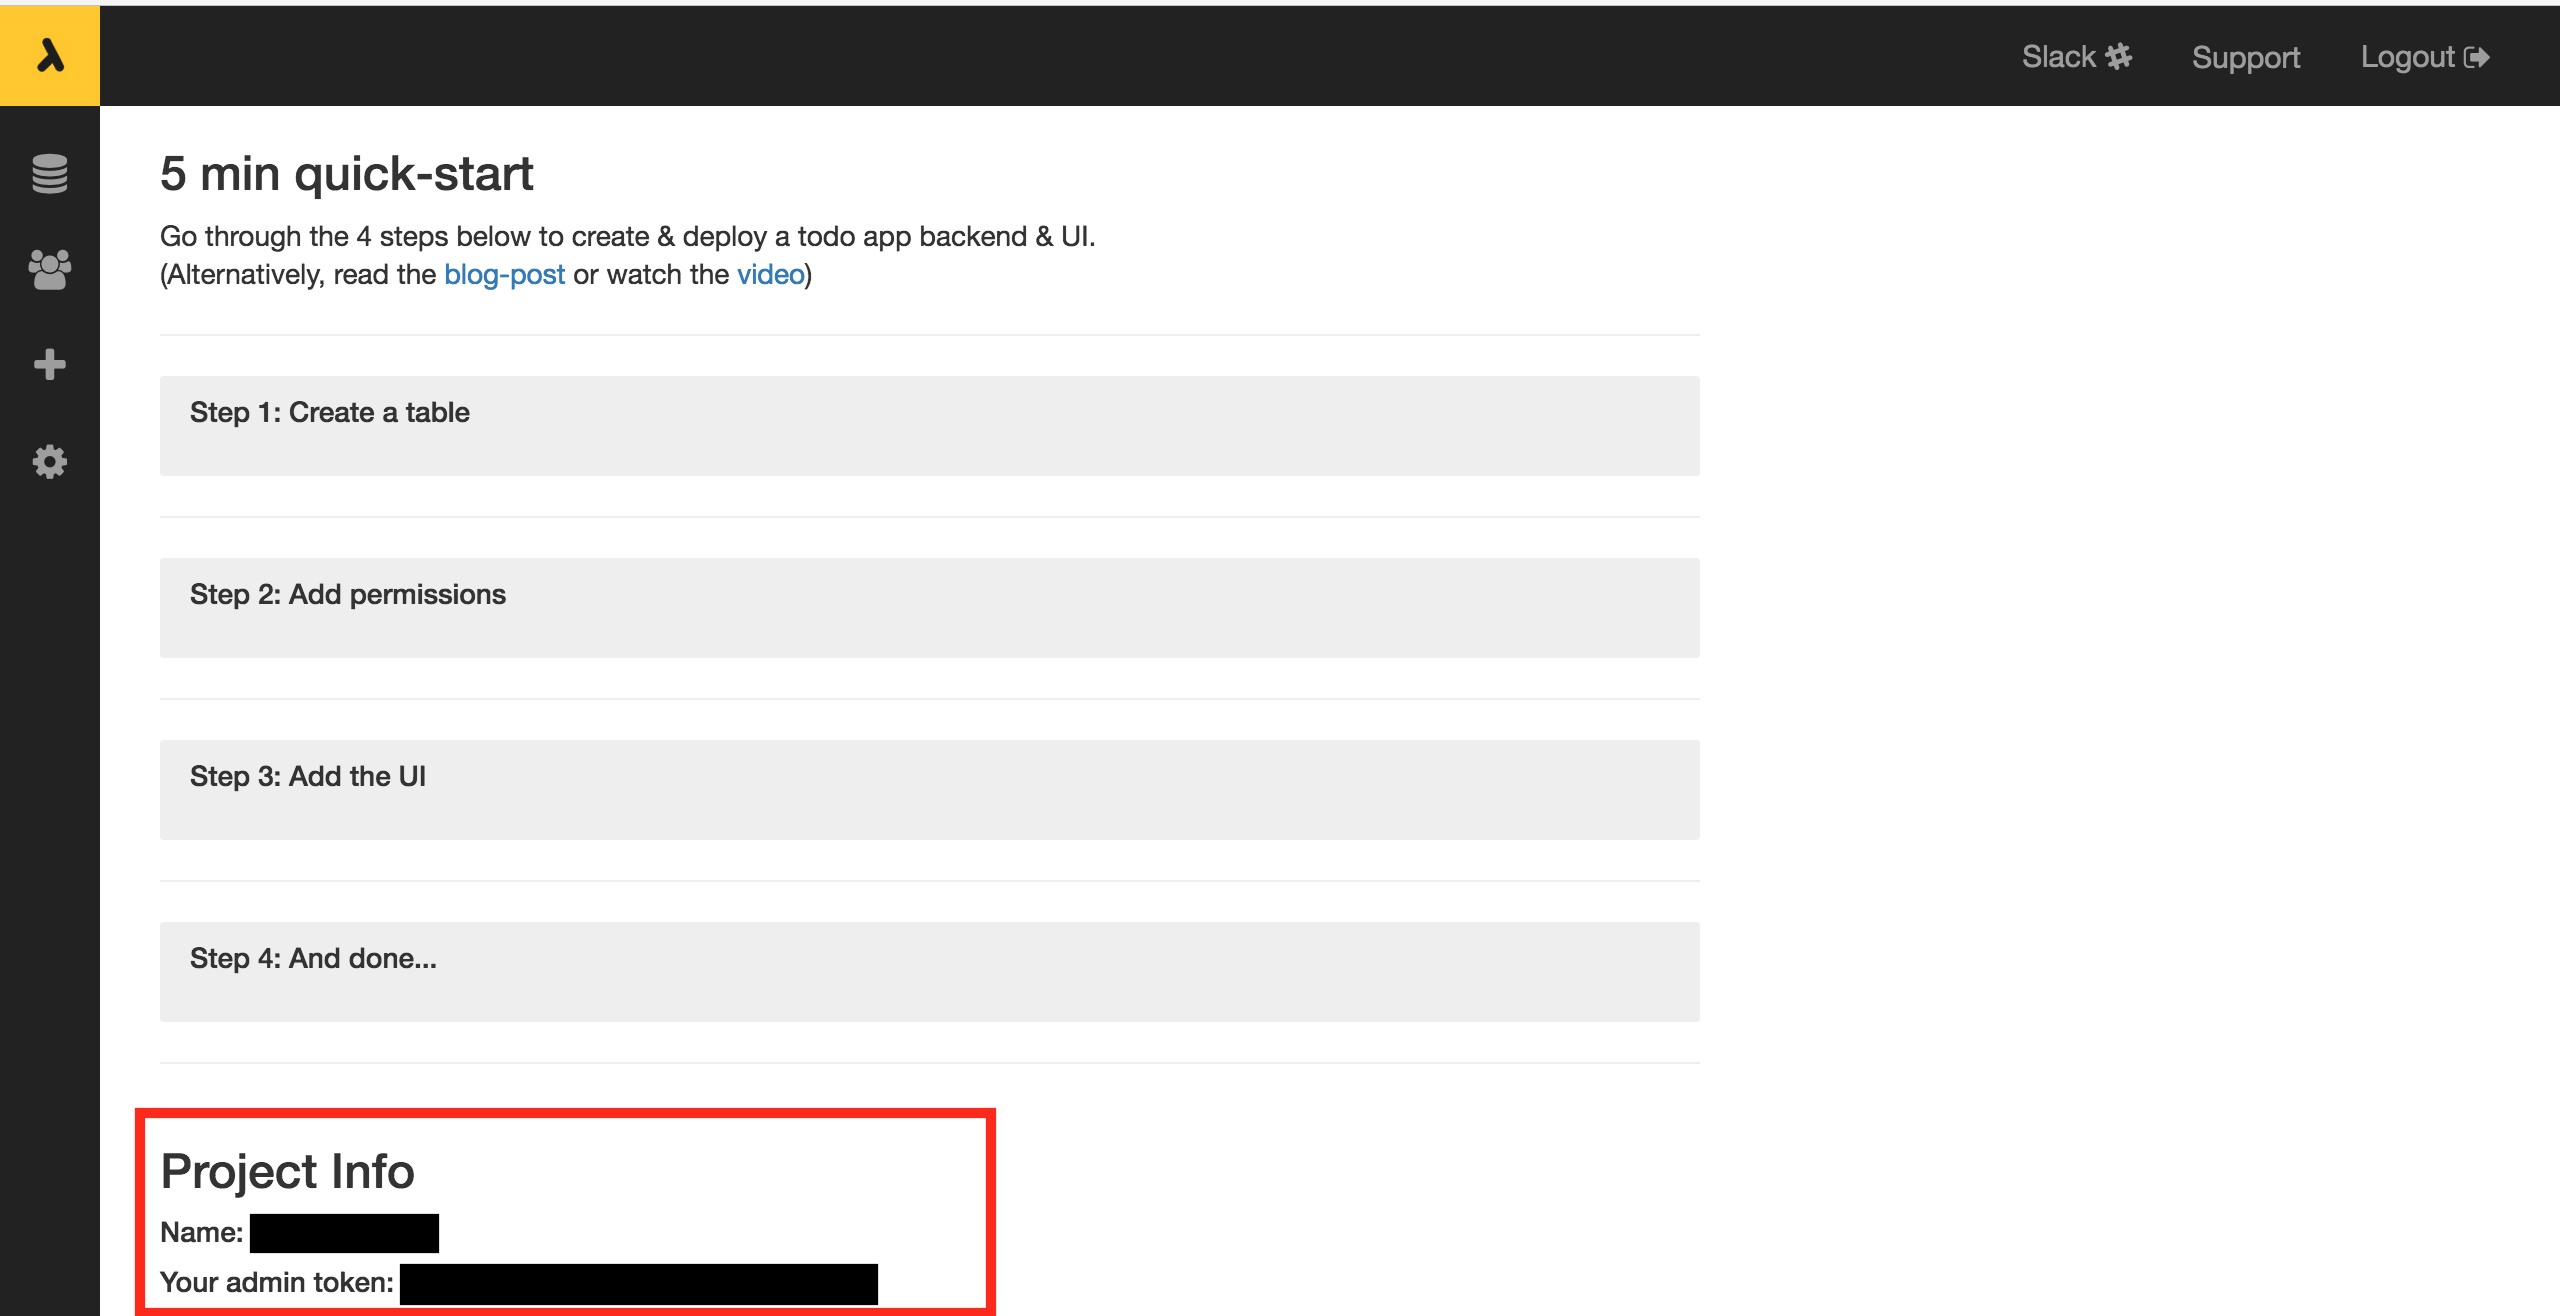 Slack
Support
Logout
5 min quick-start
Go through the 4 steps below to create & deploy a todo app backend & UI.
(Alternatively, read the blog-post or watch the video)
Step 1: Create a table
Step 2: Add permissions
Step 3: Add the UI
Step 4: And done...
Project Info
Name:
Your admin token: